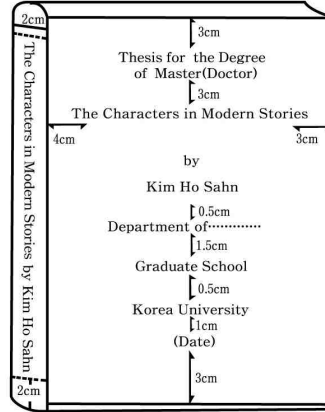 2cm
The Characters in Modern Stories by Kim Ho Sahn
2cm
3cm
Thesis for the Degree
of Master(Doctor)
3cm
The Characters in Modern Stories
4cm
3cm
by
Kim Ho Sahn
0.5cm
Department of············
1.5cm
Graduate School
0.5cm
Korea University
1cm
(Date)
3cm